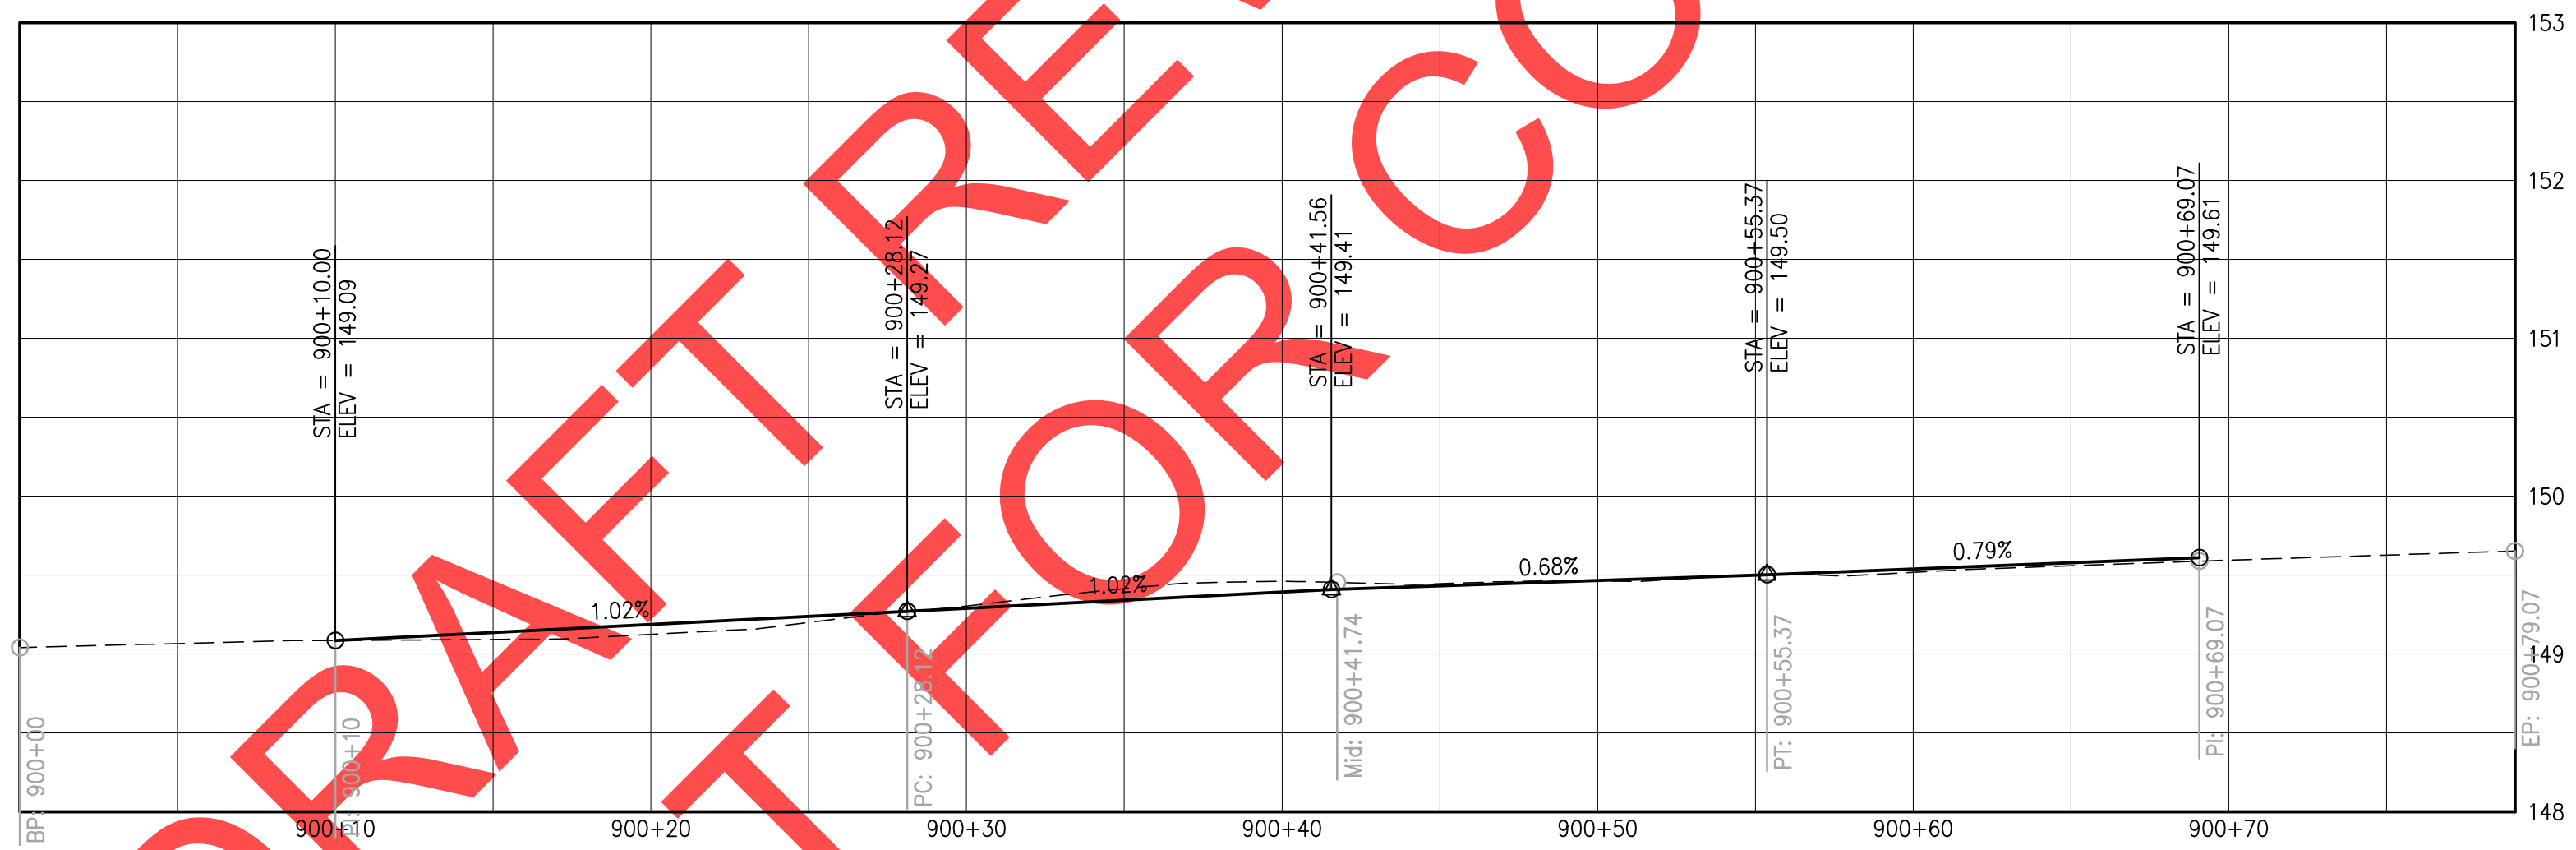 153
152
151
150
149
148
STA = 900+10.00
ELEV = 149.09
STA = 900+28.12
ELEV = 149.27
STA = 900+41.56
ELEV = 149.41
STA = 900+55.37
ELEV = 149.50
STA = 900+69.07
ELEV = 149.61
1.02%
1.02%
0.68%
0.79%
BP: 900+00
PI: 900+10
PC: 900+28.12
Mid: 900+41.74
PT: 900+55.37
PI: 900+69.07
EP: 900+79.07
900+10
900+20
900+30
900+40
900+50
900+60
900+70
RAFT RE
T FOR CO